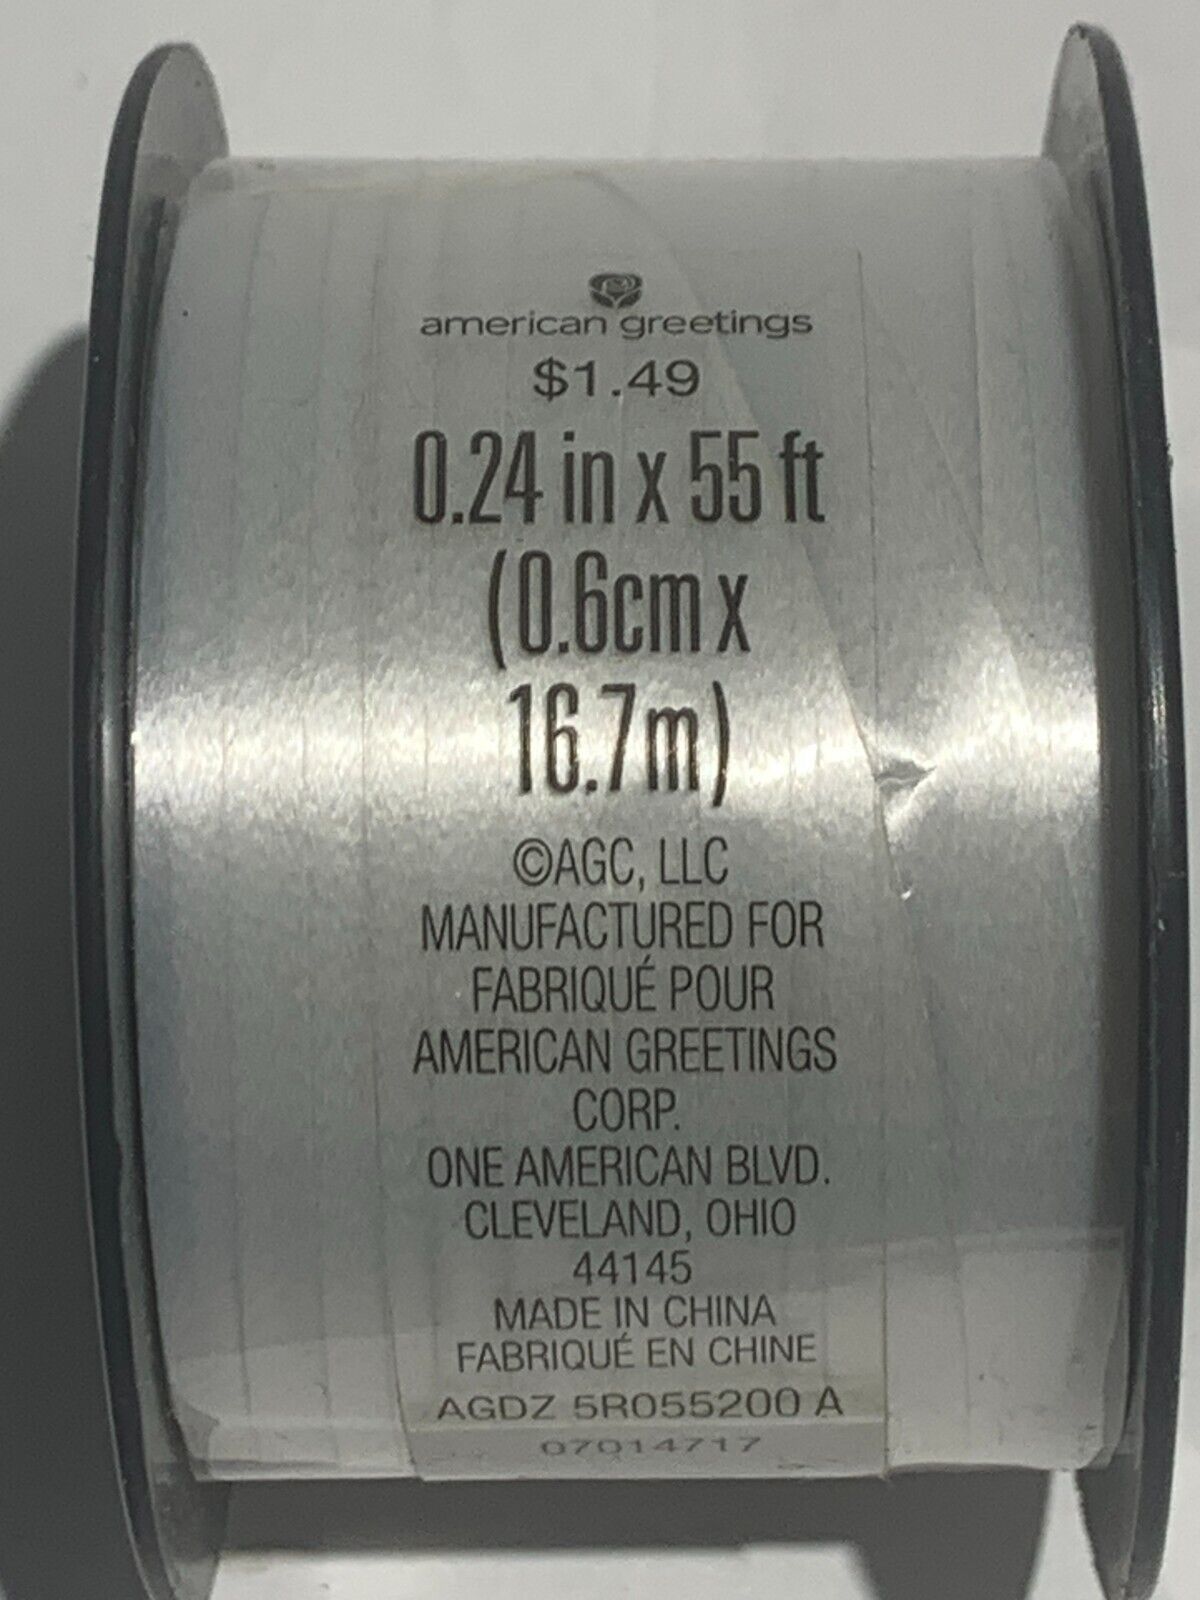 american greetings
$1.49
0.24 in x 55 ft
(0.6cm x
16.7m)
©AGC, LLC
MANUFACTURED FOR
FABRIQUÉ POUR
AMERICAN GREETINGS
CORP.
ONE AMERICAN BLVD.
CLEVELAND, OHIO
44145
MADE IN CHINA
FABRIQUÉ EN CHINE
AGDZ 5R055200 A
07014717